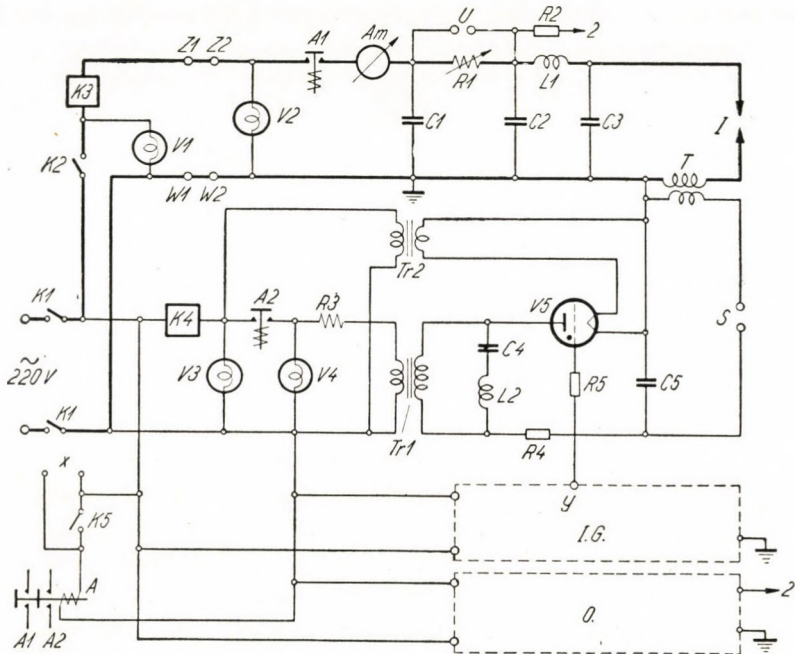 U R2 2
A1 Am
Z1 Z2 R1 L1
K3 V2 C1 C2 C3 I
V1
K2 T
W1 W2
Tr2
K1 K4 A2 R3 V5 S
~
220V V3 V4 C4
L2 R5 C5
K1 Tr1 R4
x
K5 y I.G.
A 2
A1 A2 O.